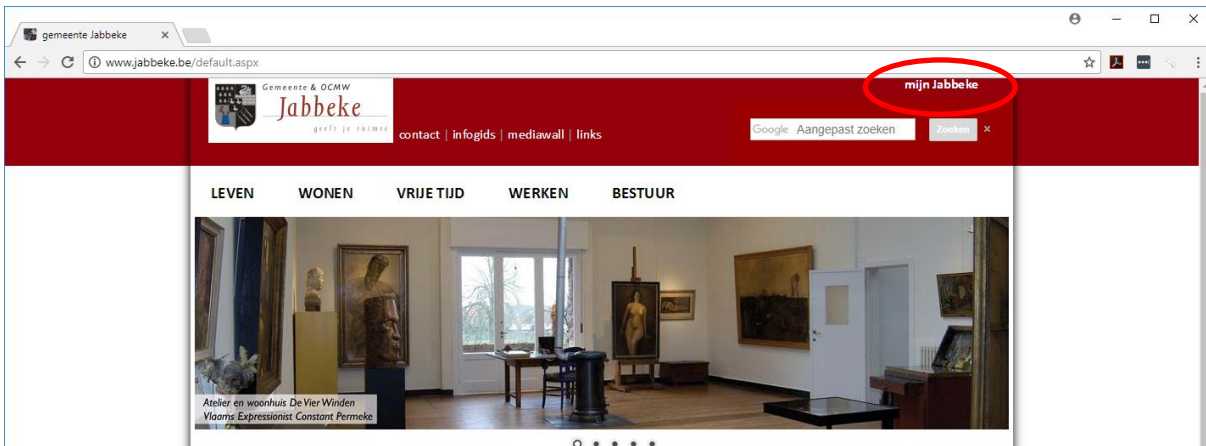 gemeente Jabbeke
www.jabbeke.be/default.aspx
Gemeente & OCMW
Jabbeke
geeft je ruimte
mijn Jabbeke
contact | infogids | mediawall | links
Google Aangepast zoeken
Zoeken ×
LEVEN WONEN VRIJE TIJD WERKEN BESTUUR
Atelier en woonhuis De Vier Winden
Vlaams Expressionist Constant Permeke